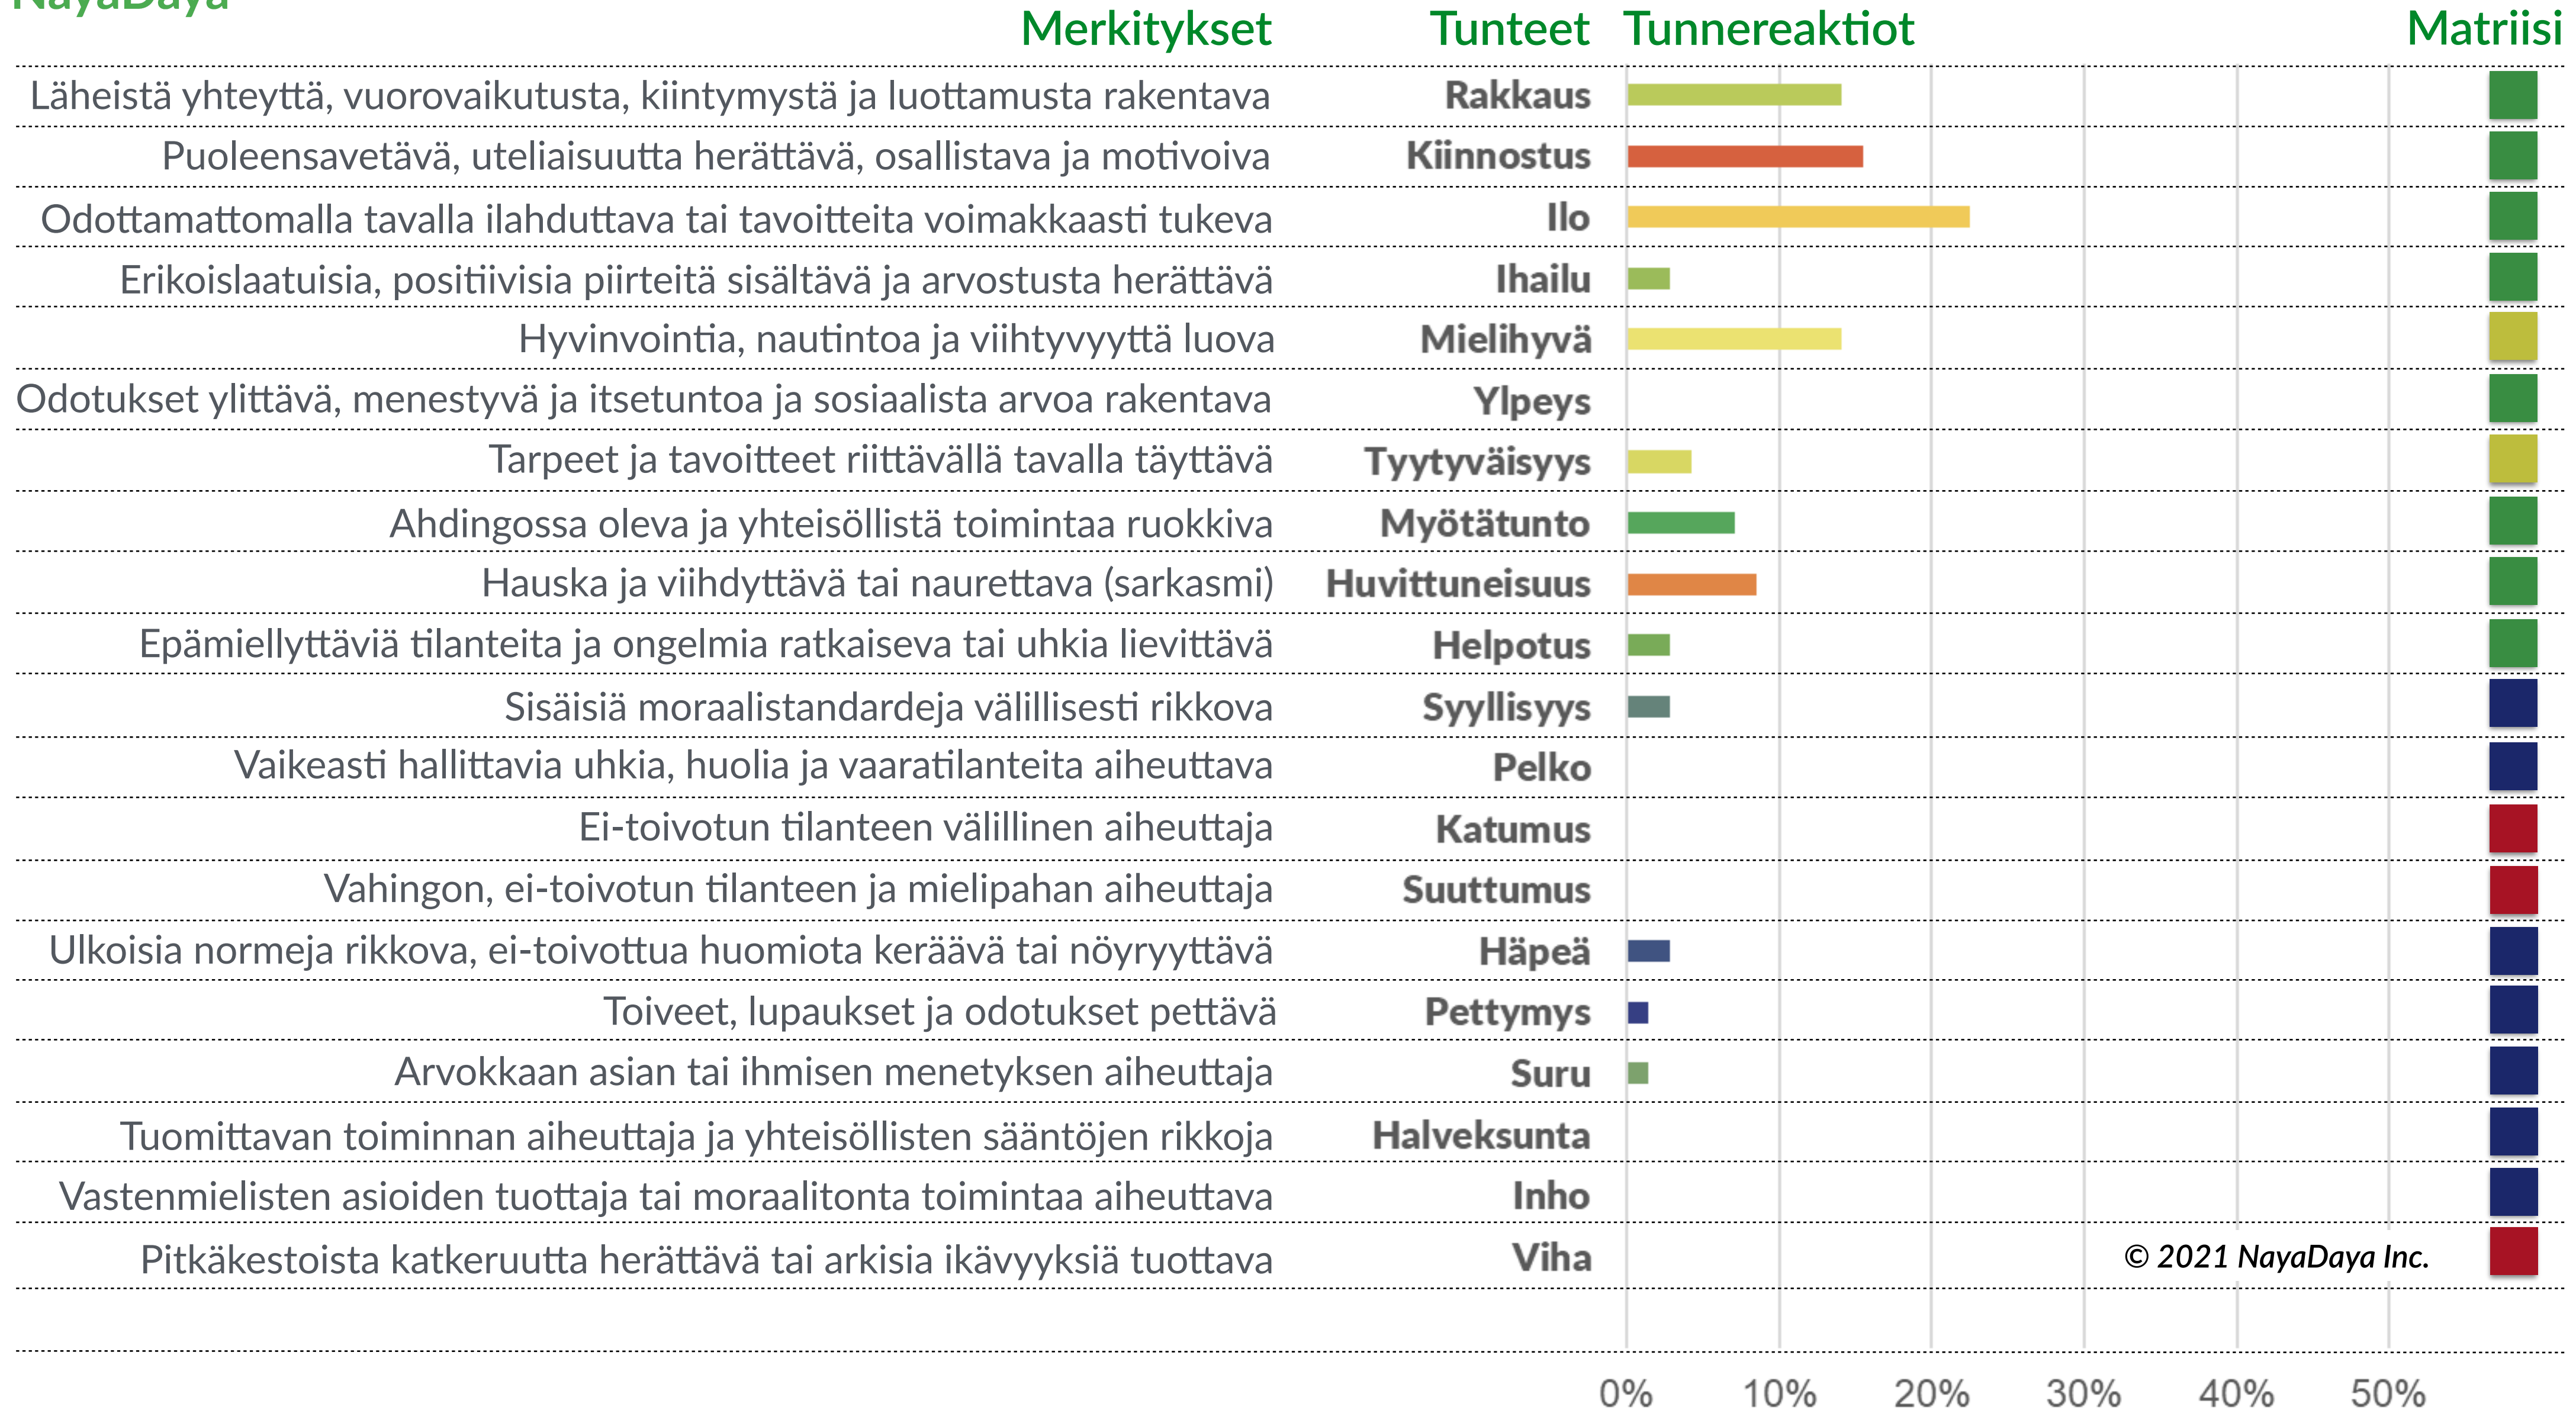 NayaDaya
Merkitykset Tunteet Tunnereaktiot Matriisi
Läheistä yhteyttä, vuorovaikutusta, kiintymystä ja luottamusta rakentava Rakkaus
Puoleensavetävä, uteliaisuutta herättävä, osallistava ja motivoiva Kiinnostus
Odottamattomalla tavalla ilahduttava tai tavoitteita voimakkaasti tukeva Ilo
Erikoislaatuisia, positiivisia piirteitä sisältävä ja arvostusta herättävä Ihailu
Hyvinvointia, nautintoa ja viihtyvyyttä luova Mielihyvä
Odotukset ylittävä, menestyvä ja itsetuntoa ja sosiaalista arvoa rakentava Ylpeys
Tarpeet ja tavoitteet riittävällä tavalla täyttävä Tyytyväisyys
Ahdingossa oleva ja yhteisöllistä toimintaa ruokkiva Myötätunto
Hauska ja viihdyttävä tai naurettava (sarkasmi) Huvittuneisuus
Epämiellyttäviä tilanteita ja ongelmia ratkaiseva tai uhkia lievittävä Helpotus
Sisäisiä moraalistandardeja välillisesti rikkova Syyllisyys
Vaikeasti hallittavia uhkia, huolia ja vaaratilanteita aiheuttava Pelko
Ei-toivotun tilanteen välillinen aiheuttaja Katumus
Vahingon, ei-toivotun tilanteen ja mielipahan aiheuttaja Suuttumus
Ulkoisia normeja rikkova, ei-toivottua huomiota keräävä tai nöyryyttävä Häpeä
Toiveet, lupaukset ja odotukset pettävä Pettymys
Arvokkaan asian tai ihmisen menetyksen aiheuttaja Suru
Tuomittavan toiminnan aiheuttaja ja yhteisöllisten sääntöjen rikkoja Halveksunta
Vastenmielisten asioiden tuottaja tai moraalitonta toimintaa aiheuttava Inho
Pitkäkestoista katkeruutta herättävä tai arkisia ikävyyksiä tuottava Viha © 2021 NayaDaya Inc.
0% 10% 20% 30% 40% 50%